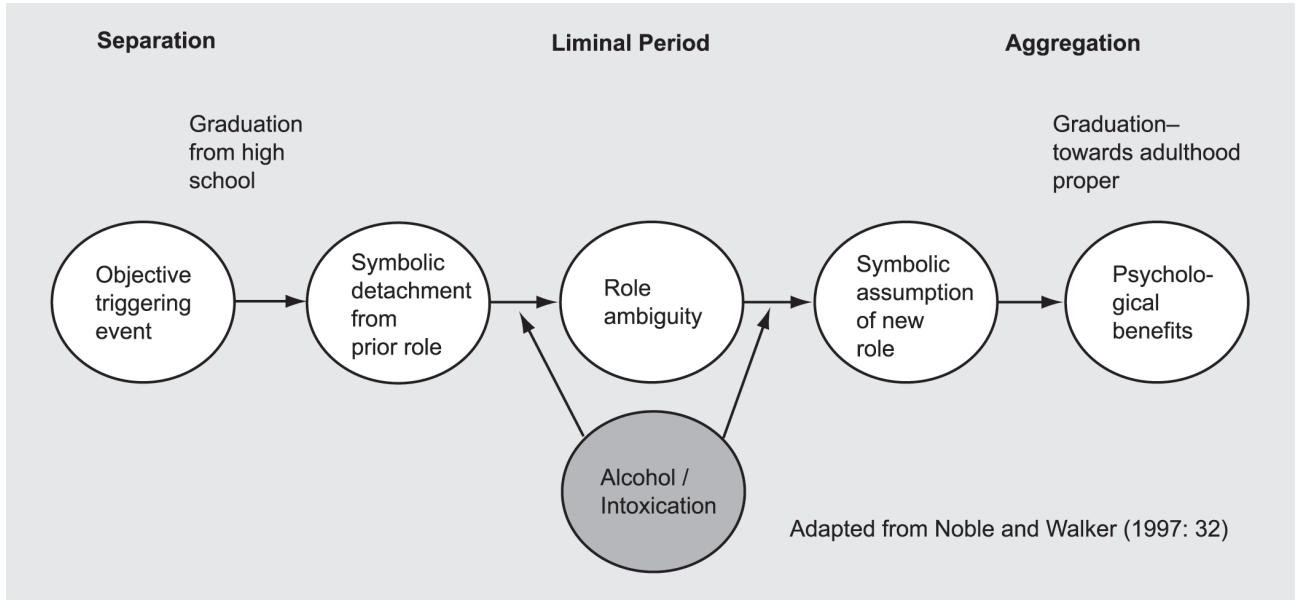 Separation
Liminal Period
Aggregation
Graduation
from high
school
Graduation–
towards adulthood
proper
Objective
triggering
event
Symbolic
detachment
from
prior role
Role
ambiguity
Symbolic
assumption
of new
role
Psycholo-
gical
benefits
Alcohol /
Intoxication
Adapted from Noble and Walker (1997: 32)